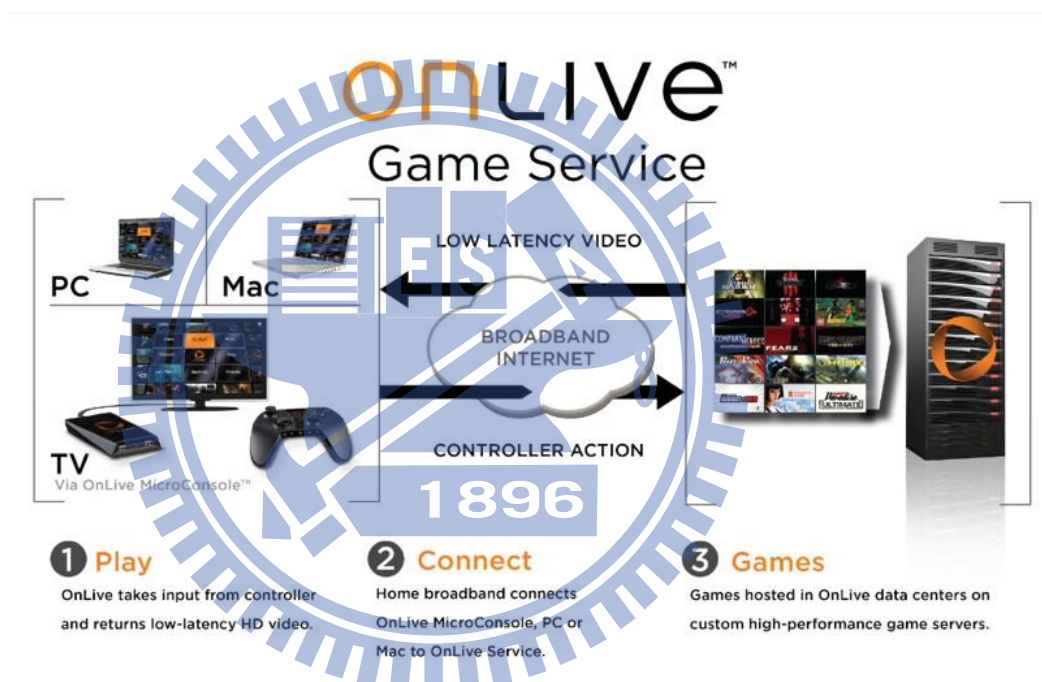 onLIVE™
Game Service
PC
Mac
LOW LATENCY VIDEO
ES A
BROADBAND
INTERNET
FEAR2
ULTIMATE
TV
Via OnLive MicroConsole™
CONTROLLER ACTION
1896
1 Play
OnLive takes input from controller
and returns low-latency HD video.
2 Connect
Home broadband connects
OnLive MicroConsole, PC or
Mac to OnLive Service.
3 Games
Games hosted in OnLive data centers on
custom high-performance game servers.